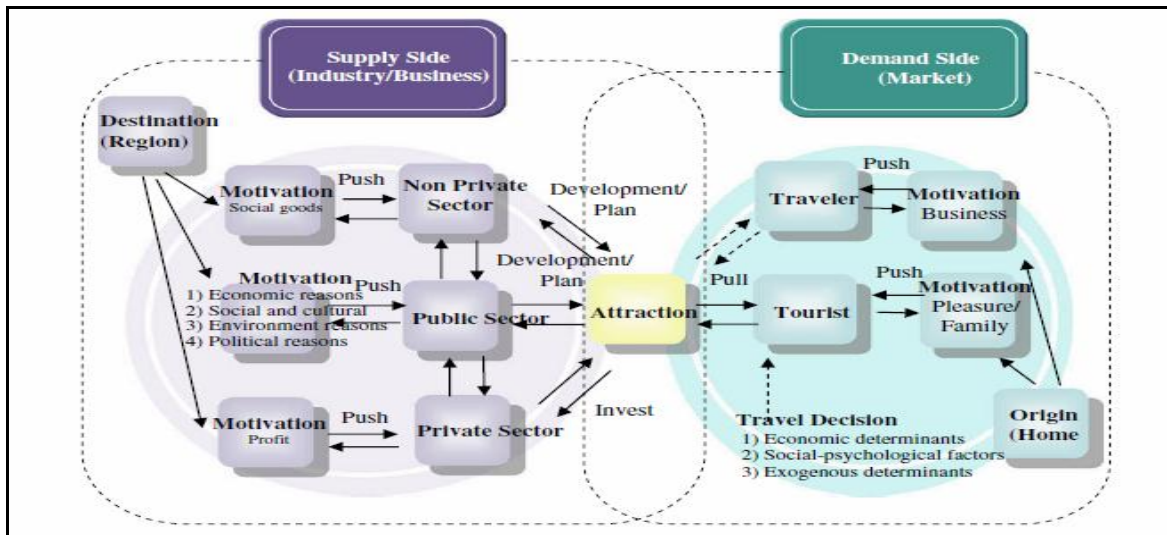 Supply Side
(Industry/Business)
Demand Side
(Market)
Destination
(Region)
Motivation
Social goods
Push
Non Private
Sector
Development/
Plan
Traveler
Push
Motivation
Business
Motivation
1) Economic reasons
2) Social and cultural
3) Environment reasons
4) Political reasons
Push
Public Sector
Development/
Plan
Attraction
Pull
Tourist
Push
Motivation
Pleasure/
Family
Motivation
Profit
Push
Private Sector
Invest
Travel Decision
1) Economic determinants
2) Social-psychological factors
3) Exogenous determinants
Origin
(Home